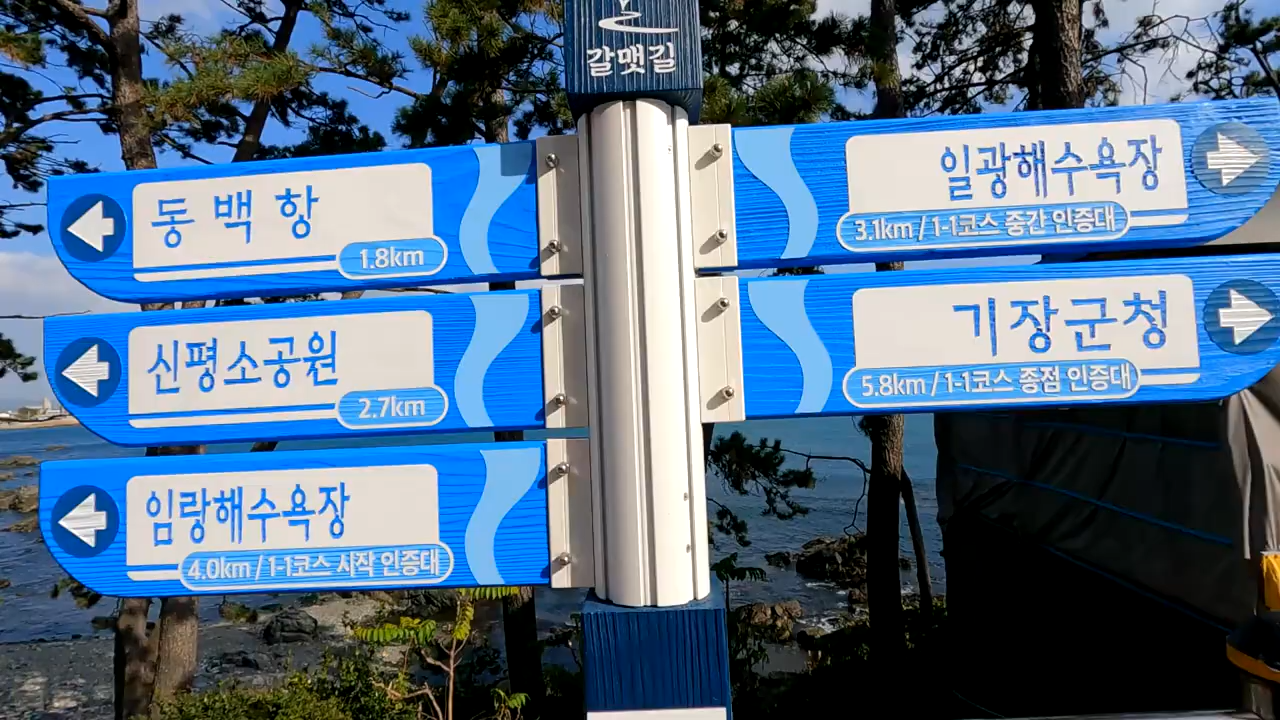 갈맷길
동백항
1.8km
신평소공원
2.7km
임랑해수욕장
4.0km / 1-1코스 시작 인증대
일광해수욕장
3.1km / 1-1코스 중간 인증대
기장군청
5.8km / 1-1코스 종점 인증대